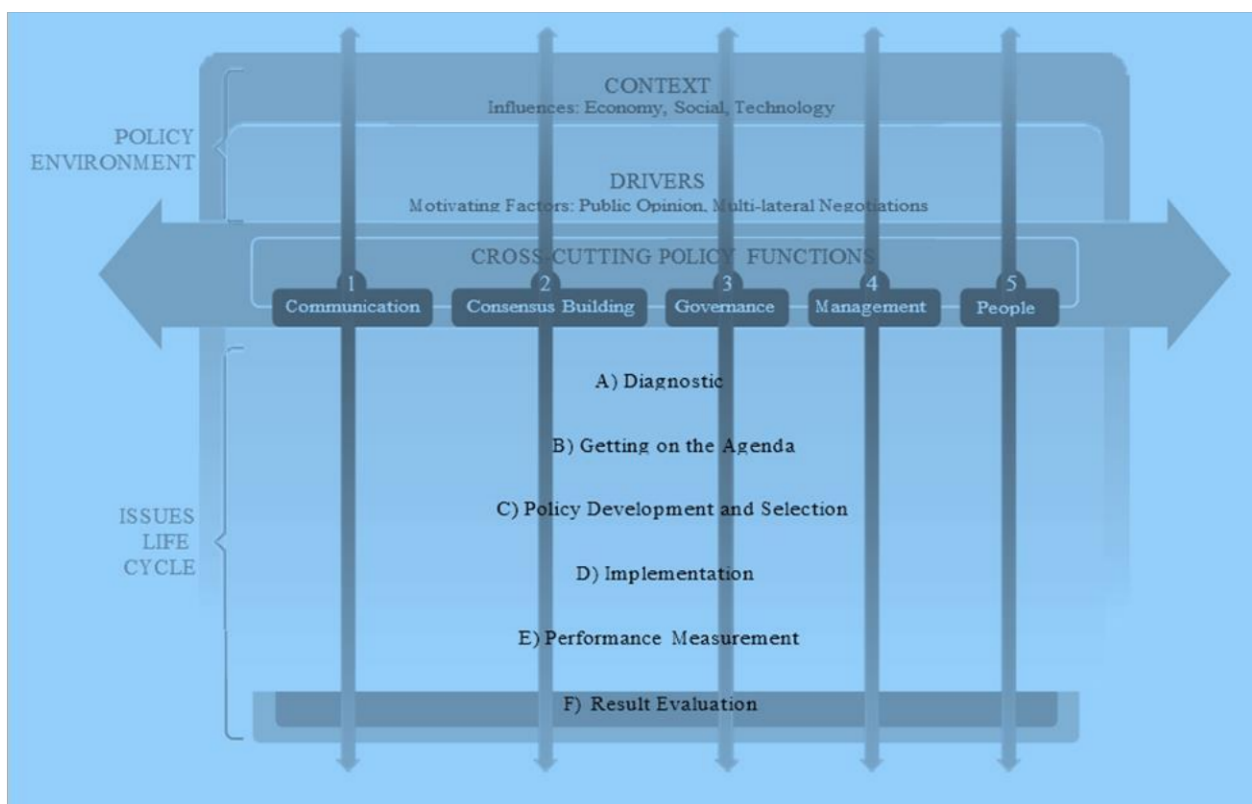 CONTEXT
Influences: Economy, Social, Technology
POLICY
ENVIRONMENT
DRIVERS
Motivating Factors: Public Opinion, Multi-lateral Negotiations
CROSS-CUTTING POLICY FUNCTIONS
1
Communication
2
Consensus Building
3
Governance
4
Management
5
People
A) Diagnostic
B) Getting on the Agenda
C) Policy Development and Selection
ISSUES
LIFE
CYCLE
D) Implementation
E) Performance Measurement
F) Result Evaluation